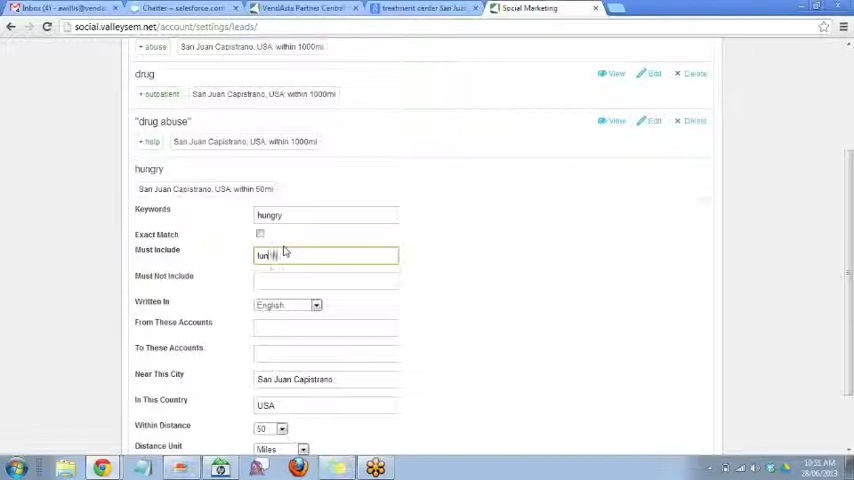 Inbox (4) - awillis@venda
Chatter ~ salesforce.com
VendAsta Partner Central
treatment center San Jua
Social Marketing
social.valleysem.net/account/settings/leads/
+ abuse San Juan Capistrano, USA: within 1000mi
drug View Edit Delete
+ outpatient San Juan Capistrano, USA: within 1000mi
"drug abuse" View Edit Delete
+ help San Juan Capistrano, USA: within 1000mi
hungry
San Juan Capistrano, USA: within 50mi
Keywords hungry
Exact Match
Must Include lun
Must Not Include
Written In English
From These Accounts
To These Accounts
Near This City San Juan Capistrano
In This Country USA
Within Distance 50
Distance Unit Miles
10:51 AM
28/06/2013